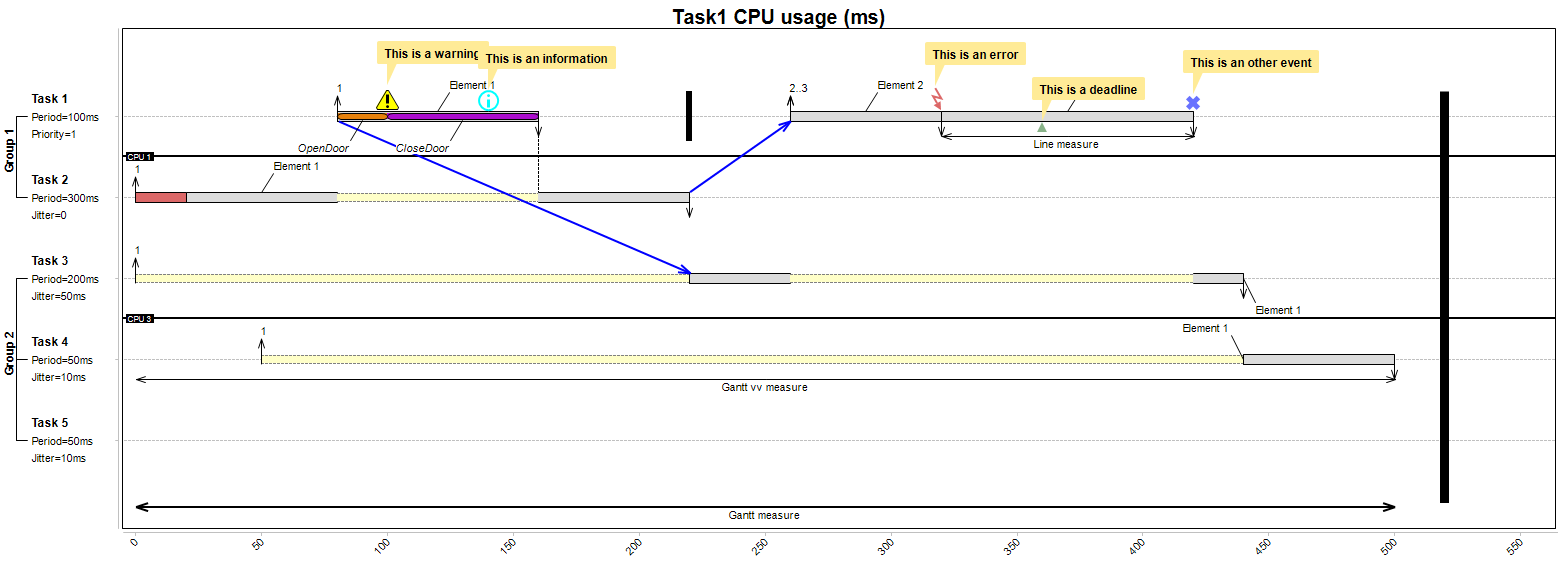 Task1 CPU usage (ms)
This is a warning
This is an information
This is an error
This is an other event
This is a deadline
Group 1
Task 1
Period=100ms
Priority=1
1
Element 1
OpenDoor
CloseDoor
2..3
Element 2
Line measure
CPU 1
Task 2
Period=300ms
Jitter=0
1
Element 1
Group 2
Task 3
Period=200ms
Jitter=50ms
1
Element 1
CPU 3
Task 4
Period=50ms
Jitter=10ms
1
Element 1
Gantt vv measure
Task 5
Period=50ms
Jitter=10ms
Gantt measure
0 50 100 150 200 250 300 350 400 450 500 550